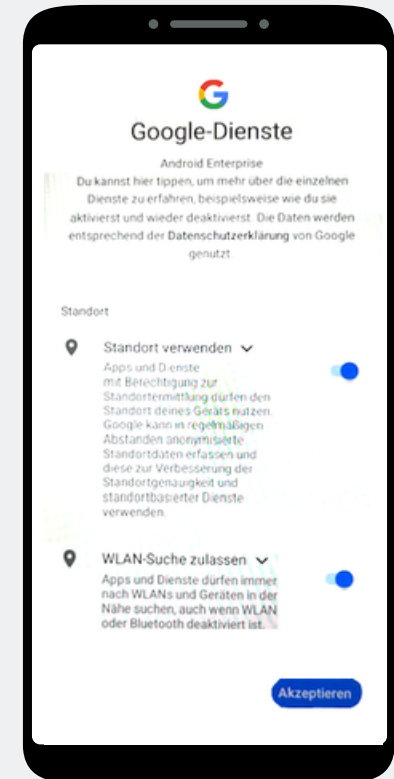 Google-Dienste
Android Enterprise
Du kannst hier tippen, um mehr über die einzelnen
Dienste zu erfahren, beispielsweise wie du sie
aktivierst und wieder deaktivierst. Die Daten werden
entsprechend der Datenschutzerklärung von Google
genutzt.
Standort
Standort verwenden
Apps und Dienste
mit Berechtigung zur
Standortermittlung dürfen den
Standort deines Geräts nutzen.
Google kann in regelmäßigen
Abständen anonymisierte
Standortdaten erfassen und
diese zur Verbesserung der
Standortgenauigkeit und
standortbasierter Dienste
verwenden.
WLAN-Suche zulassen
Apps und Dienste dürfen immer
nach WLANs und Geräten in der
Nähe suchen, auch wenn WLAN
oder Bluetooth deaktiviert ist.
Akzeptieren